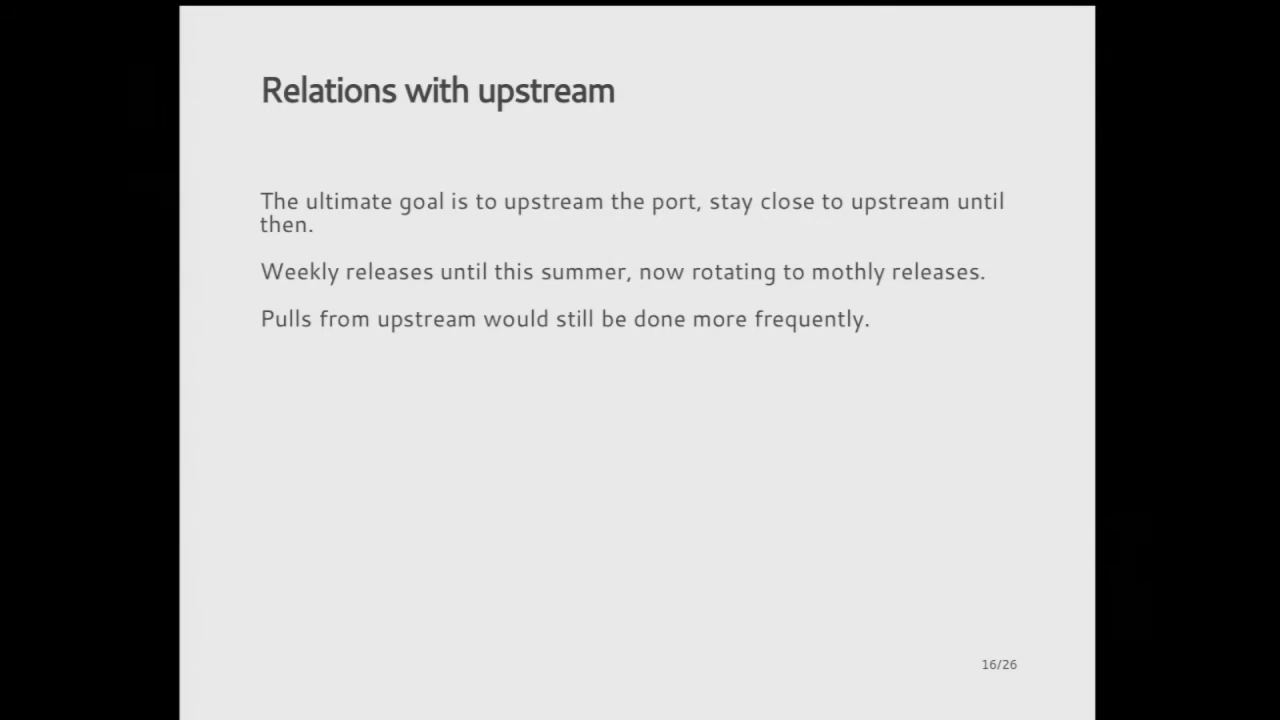 Relations with upstream
The ultimate goal is to upstream the port, stay close to upstream until
then.
Weekly releases until this summer, now rotating to mothly releases.
Pulls from upstream would still be done more frequently.
16/26